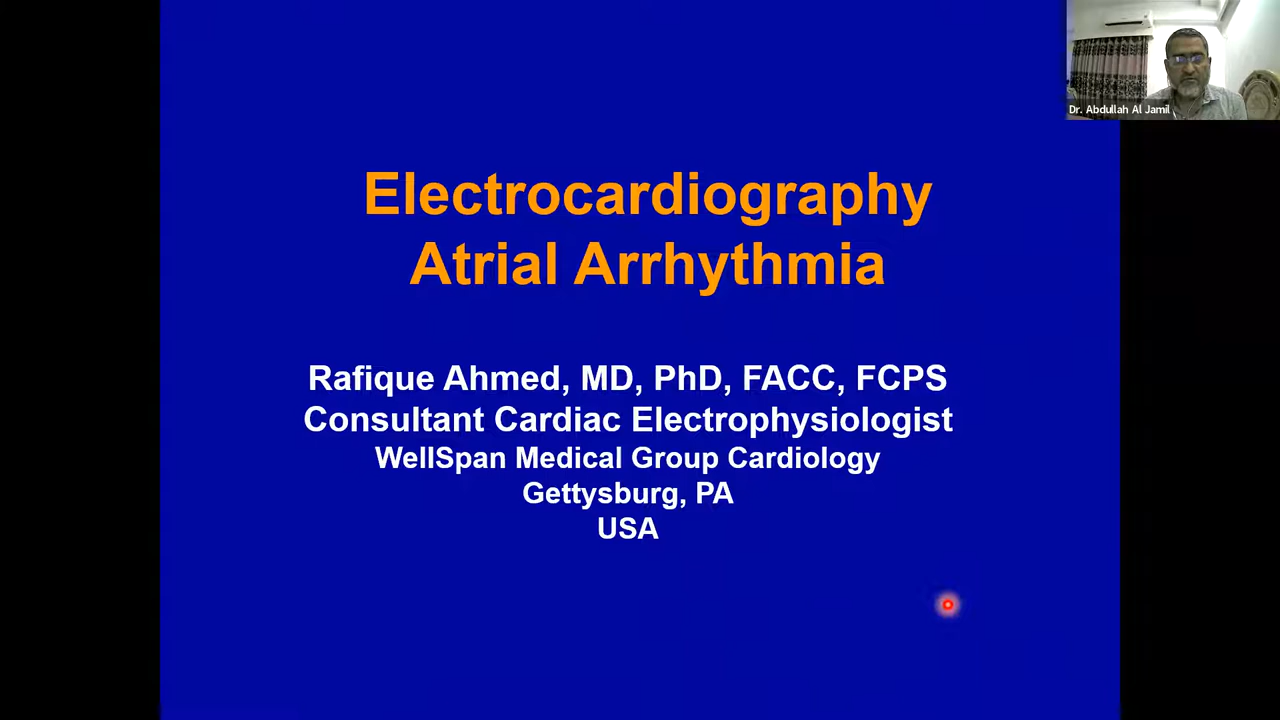 Dr. Abdullah Al Jamil
Electrocardiography
Atrial Arrhythmia
Rafique Ahmed, MD, PhD, FACC, FCPS
Consultant Cardiac Electrophysiologist
WellSpan Medical Group Cardiology
Gettysburg, PA
USA